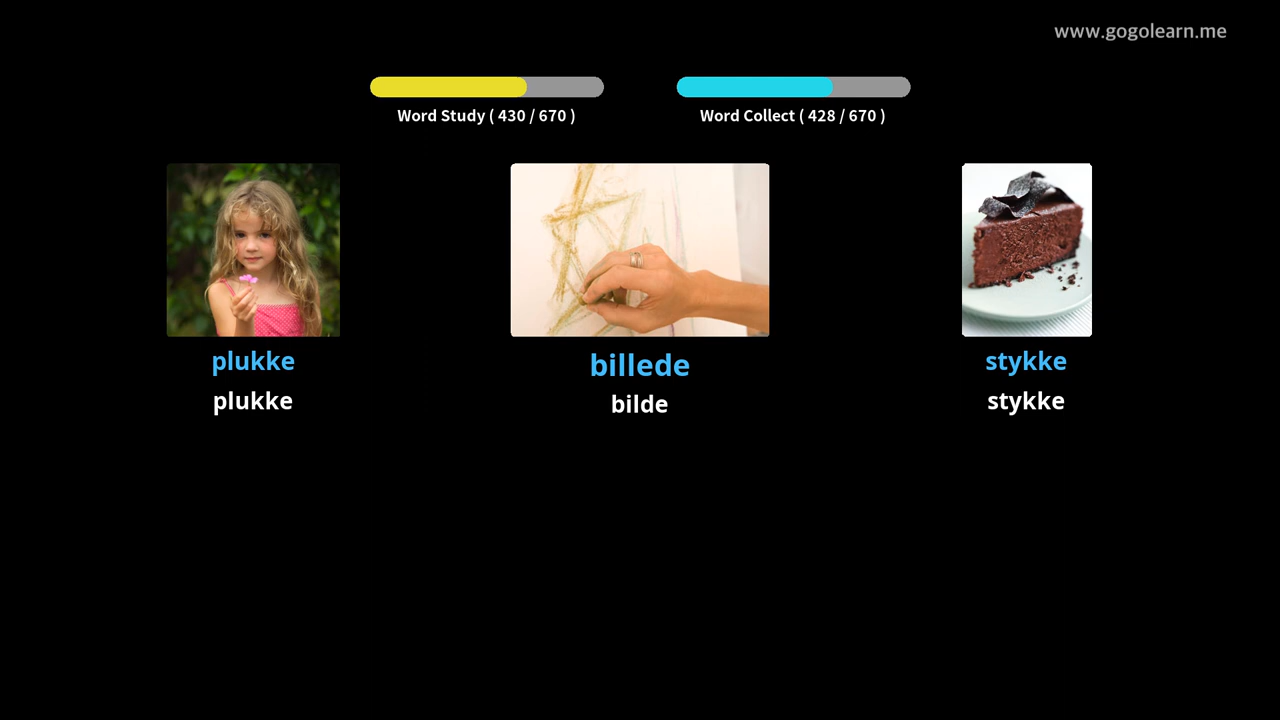 www.gogolearn.me
Word Study ( 430 / 670 )
Word Collect ( 428 / 670 )
plukke
plukke
billede
bilde
stykke
stykke